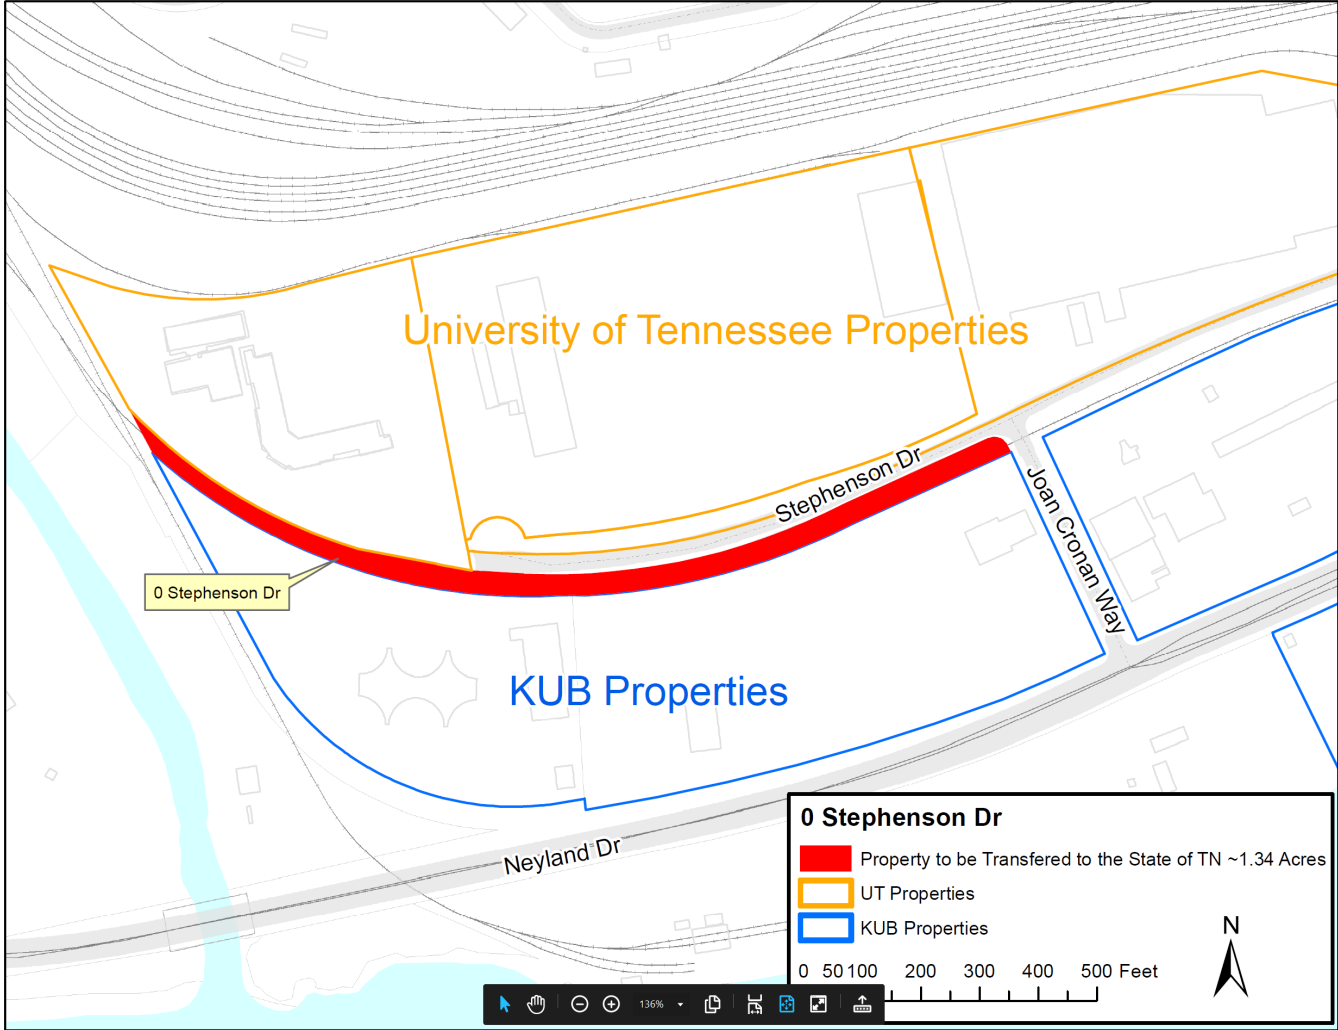 University of Tennessee Properties
Stephenson Dr
Joan Cronan Way
0 Stephenson Dr
KUB Properties
Neyland Dr
0 Stephenson Dr
Property to be Transfered to the State of TN ~1.34 Acres
UT Properties
KUB Properties
N
0 50 100 200 300 400 500 Feet
136%